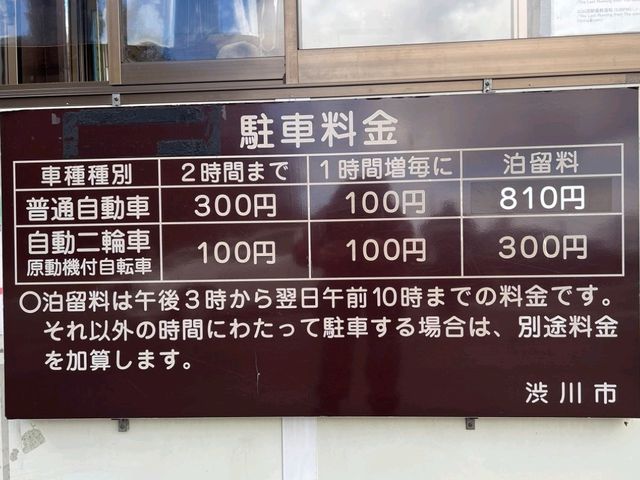 駐車料金
車種種別 2時間まで 1時間増毎に 泊留料
普通自動車 300円 100円 810円
自動二輪車
原動機付自転車 100円 100円 300円
○泊留料は午後3時から翌日午前10時までの料金です。
それ以外の時間にわたって駐車する場合は、別途料金
を加算します。
渋川市